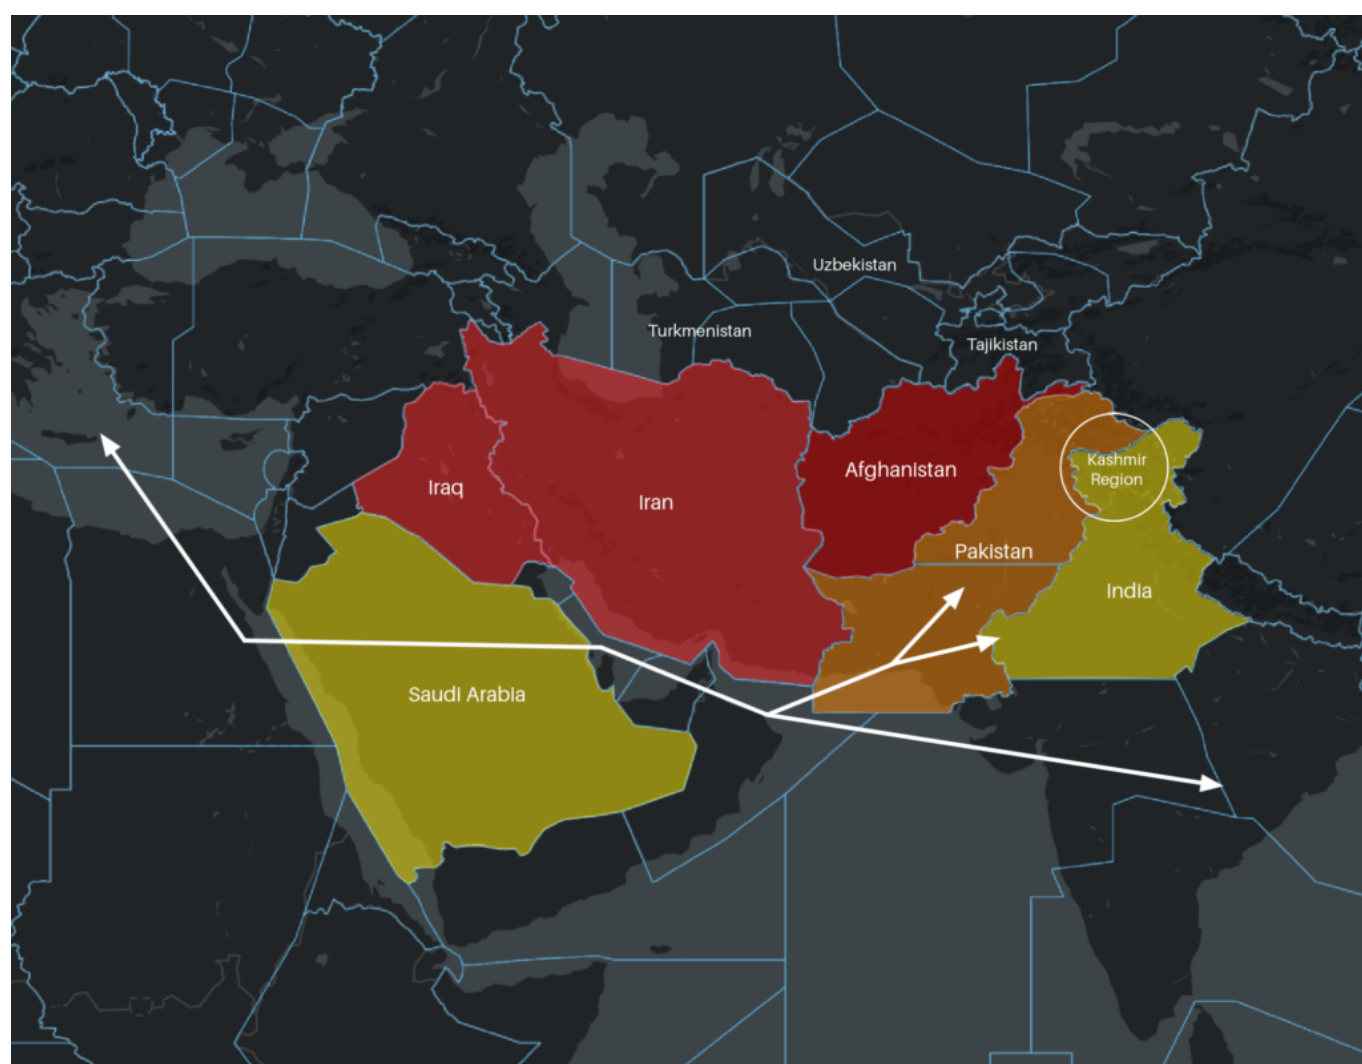 Uzbekistan
Turkmenistan
Tajikistan
Kashmir
Region
Afghanistan
Iraq
Iran
Pakistan
India
Saudi Arabia